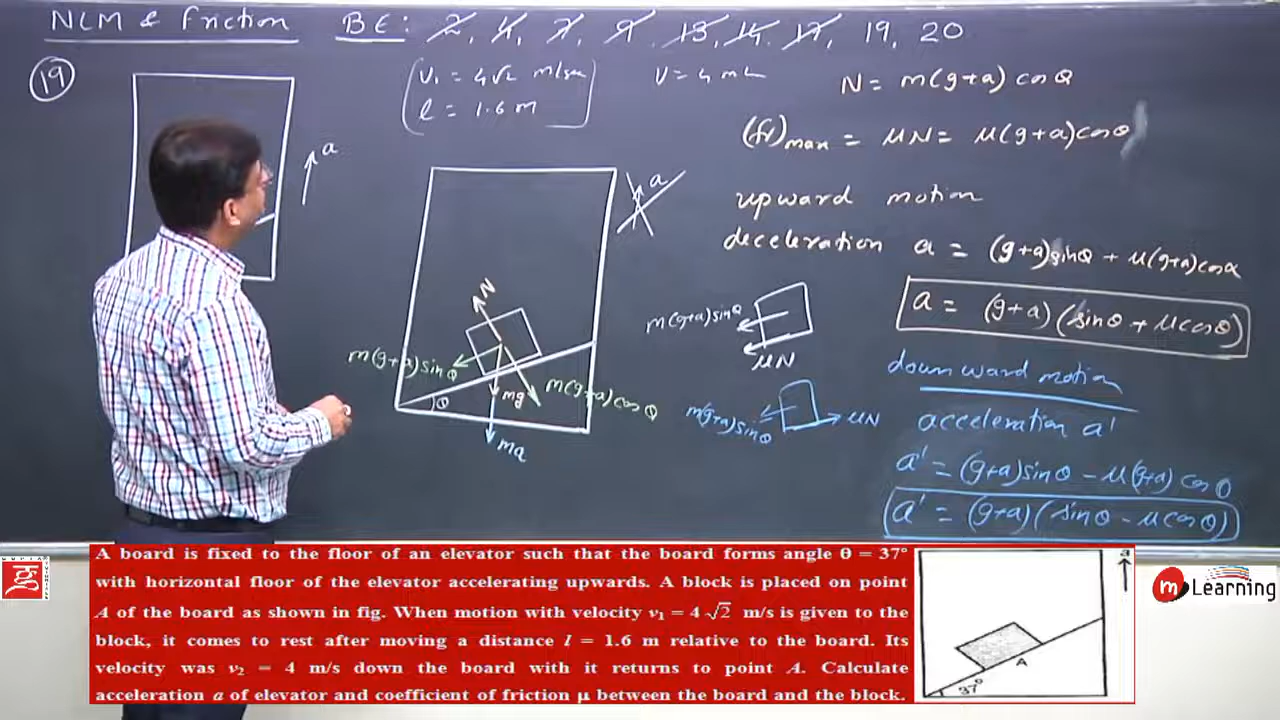 NLM & Friction BE: 2, 4, 7, 9, 13, 14, 17, 19, 20
19
a
V₁ = 4√2 m/sec
l = 1.6 m
V = 4 m
N = m(g+a) cosθ
(fr)max = μN = μ(g+a)cosθ
upward motion
deceleration a = (g+a)sinθ + μ(g+a)cosθ
a = (g+a)(sinθ + μcosθ)
a
N
m(g+a)sinθ
mg
m(g+a)cosθ
θ
ma
m(g+a)sinθ
μN
downward motion
m(g+a)sinθ
μN
acceleration a'
a' = (g+a)sinθ - μ(g+a) cosθ
a' = (g+a)(sinθ - μcosθ)
A board is fixed to the floor of an elevator such that the board forms angle θ = 37°
with horizontal floor of the elevator accelerating upwards. A block is placed on point
A of the board as shown in fig. When motion with velocity v₁ = 4√2 m/s is given to the
block, it comes to rest after moving a distance l = 1.6 m relative to the board. Its
velocity was v₂ = 4 m/s down the board with it returns to point A. Calculate
acceleration a of elevator and coefficient of friction μ between the board and the block.
a
A
37°
m Learning